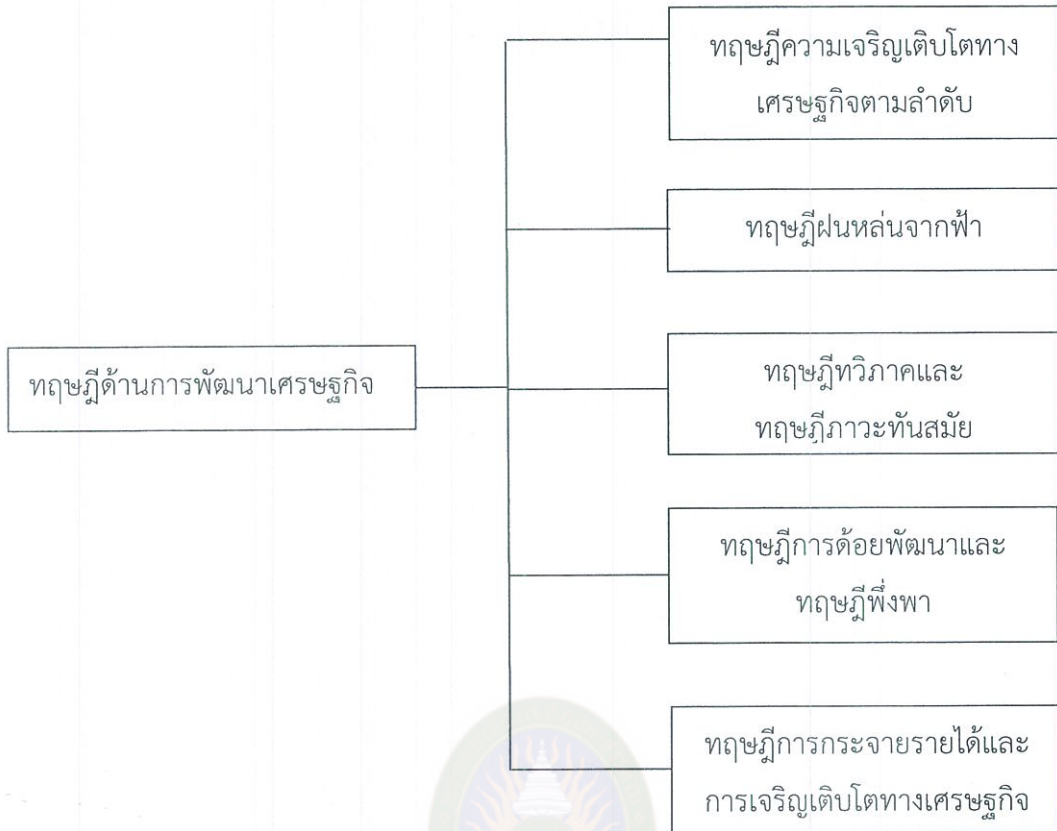 ทฤษฎีความเจริญเติบโตทาง
เศรษฐกิจตามลำดับ
ทฤษฎีฝนหล่นจากฟ้า
ทฤษฎีด้านการพัฒนาเศรษฐกิจ
ทฤษฎีทวิภาคและ
ทฤษฎีภาวะทันสมัย
ทฤษฎีการด้อยพัฒนาและ
ทฤษฎีพึ่งพา
ทฤษฎีการกระจายรายได้และ
การเจริญเติบโตทางเศรษฐกิจ